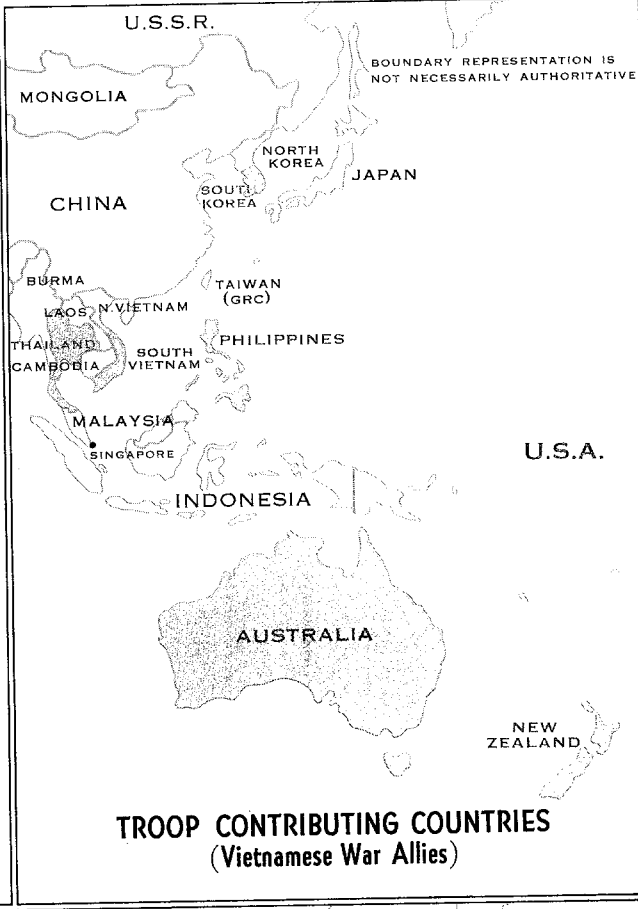 U.S.S.R.
BOUNDARY REPRESENTATION IS
NOT NECESSARILY AUTHORITATIVE
MONGOLIA
NORTH
KOREA
JAPAN
SOUTH
KOREA
CHINA
BURMA
TAIWAN
(GRC)
LAOS
N.VIETNAM
THAILAND
PHILIPPINES
CAMBODIA
SOUTH
VIETNAM
MALAYSIA
SINGAPORE
U.S.A.
INDONESIA
AUSTRALIA
NEW
ZEALAND
TROOP CONTRIBUTING COUNTRIES
(Vietnamese War Allies)